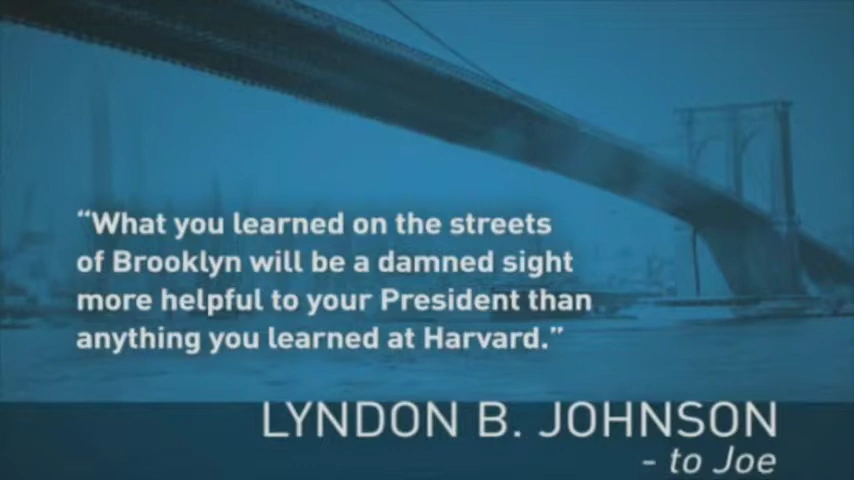 “What you learned on the streets
of Brooklyn will be a damned sight
more helpful to your President than
anything you learned at Harvard.”
LYNDON B. JOHNSON
- to Joe